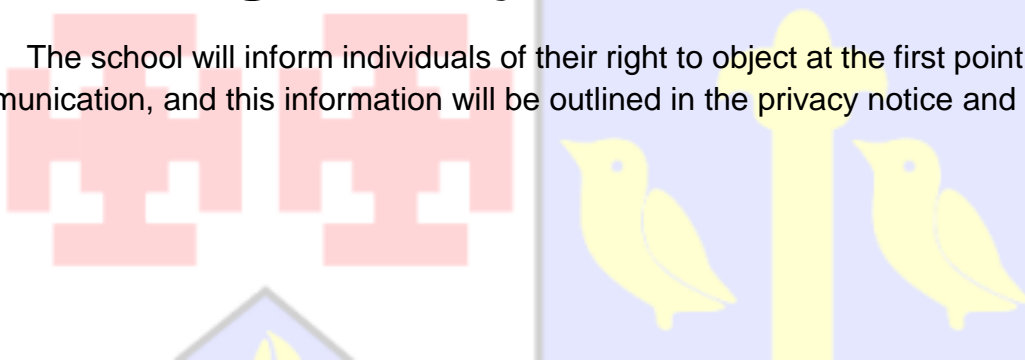 The school will inform individuals of their right to object at the first point
munication, and this information will be outlined in the privacy notice and